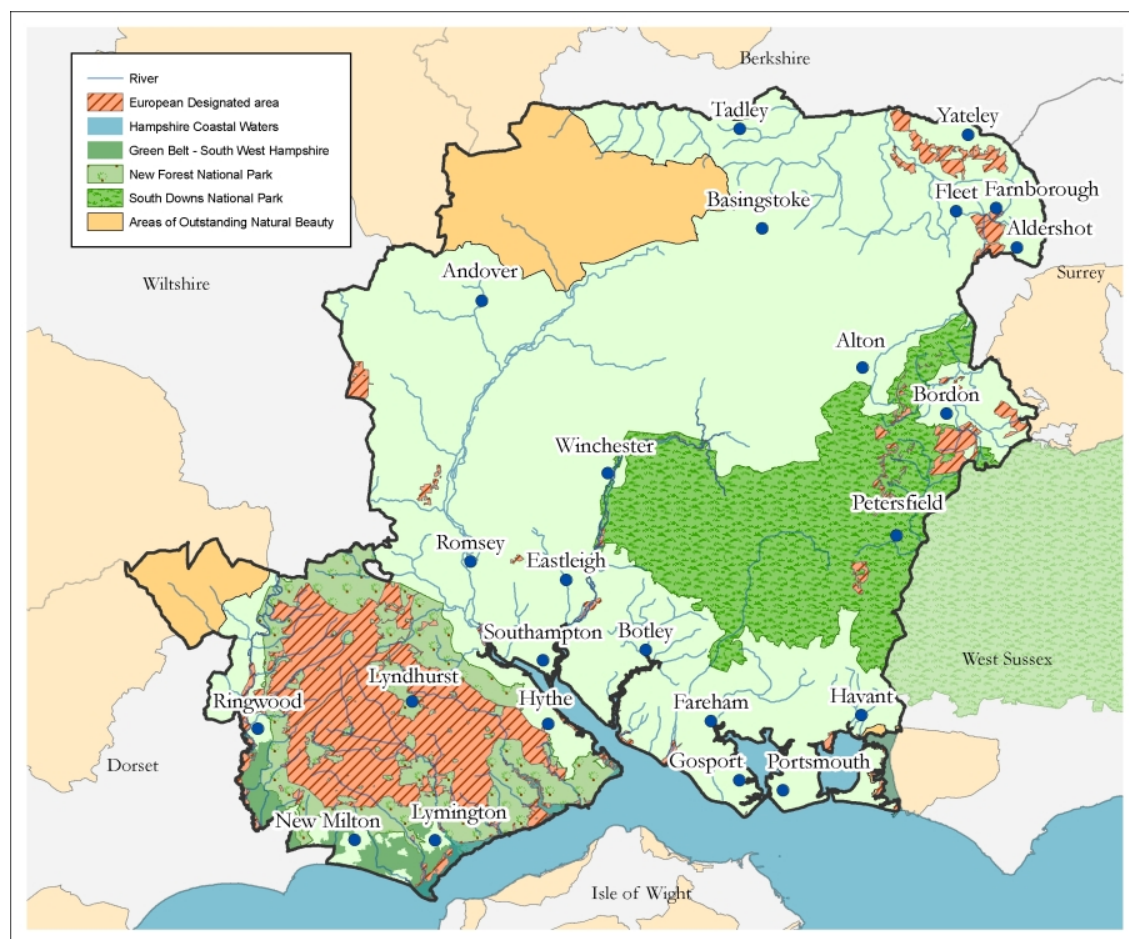 River
European Designated area
Hampshire Coastal Waters
Green Belt - South West Hampshire
New Forest National Park
South Downs National Park
Areas of Outstanding Natural Beauty
Berkshire
Tadley
Yateley
Fleet
Farnborough
Basingstoke
Aldershot
Andover
Wiltshire
Surrey
Alton
Bordon
Winchester
Petersfield
Romsey
Eastleigh
Southampton
Botley
West Sussex
Lyndhurst
Ringwood
Hythe
Fareham
Havant
Dorset
Gosport
Portsmouth
New Milton
Lymington
Isle of Wight